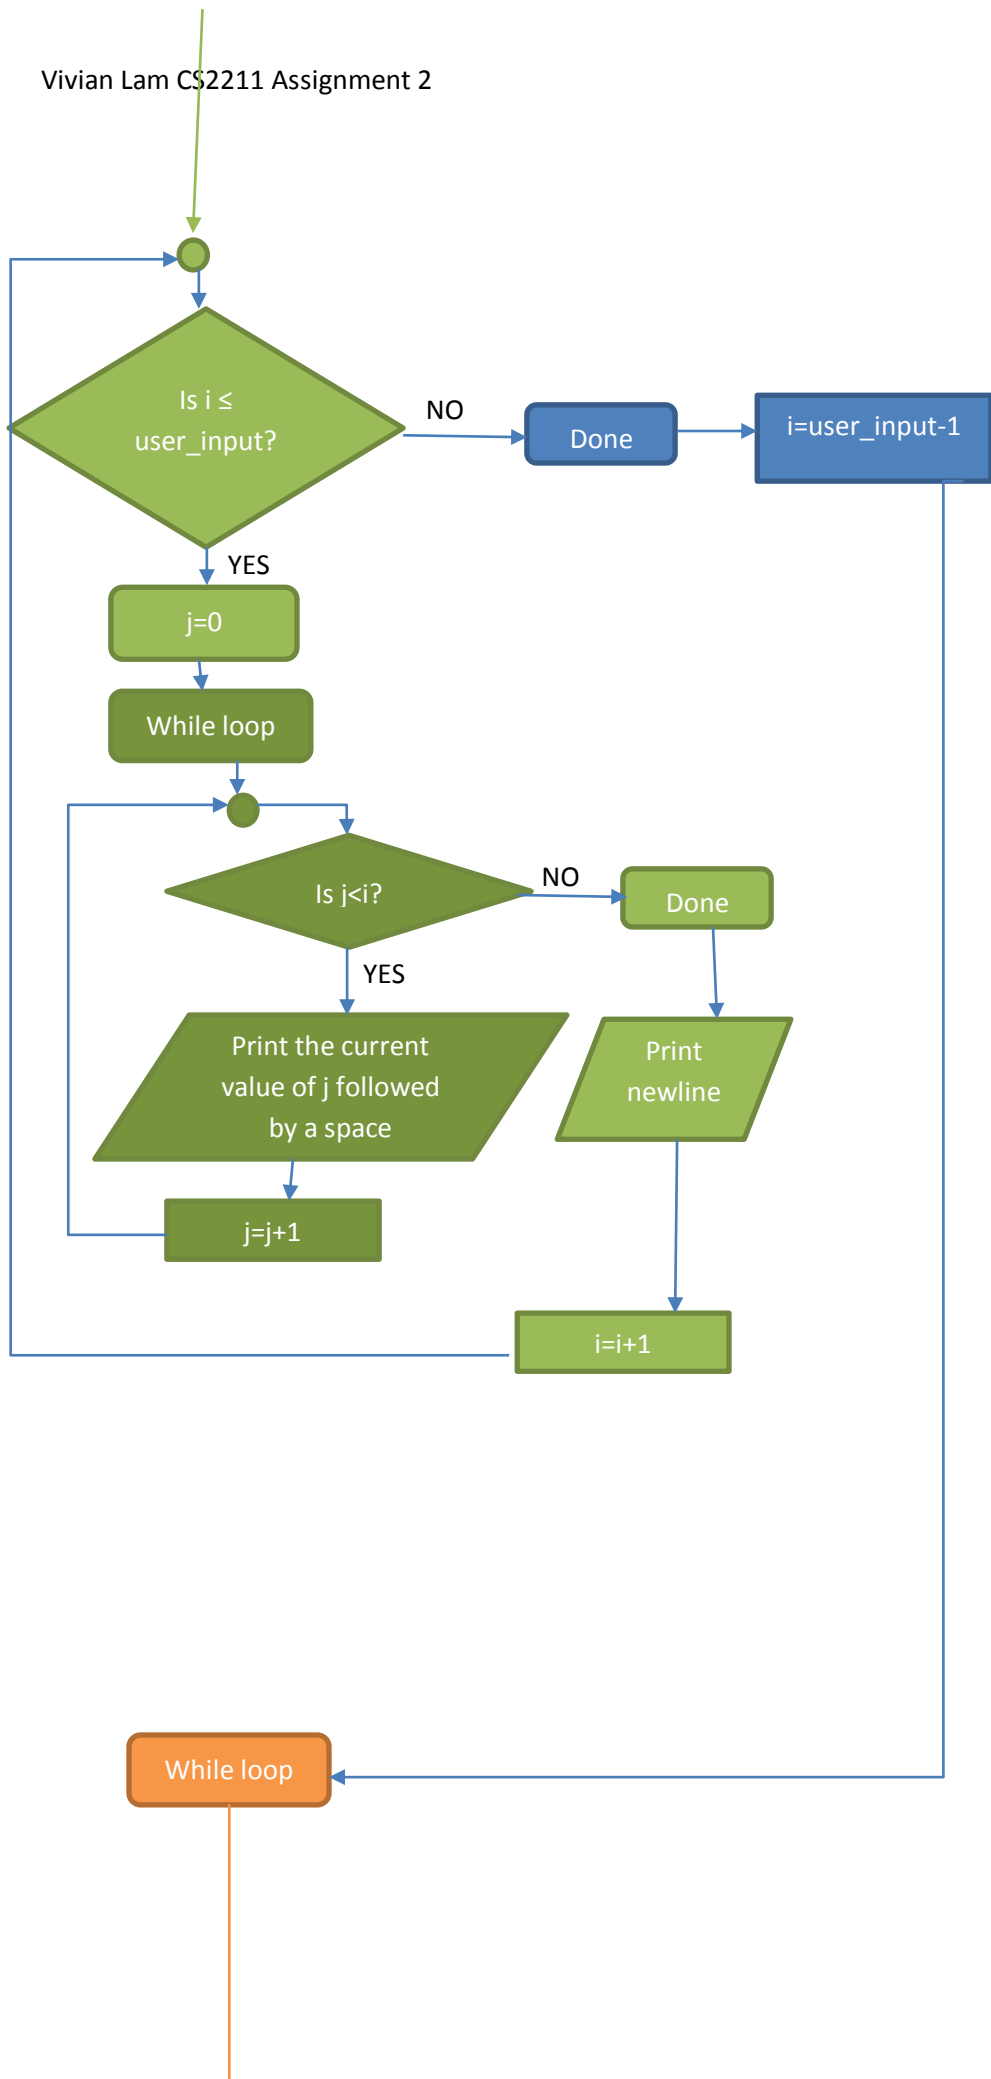 Vivian Lam CS2211 Assignment 2
Is i ≤
user_input?
NO
Done
i=user_input-1
YES
j=0
While loop
Is j<i?
NO
Done
YES
Print the current
value of j followed
by a space
Print
newline
j=j+1
i=i+1
While loop